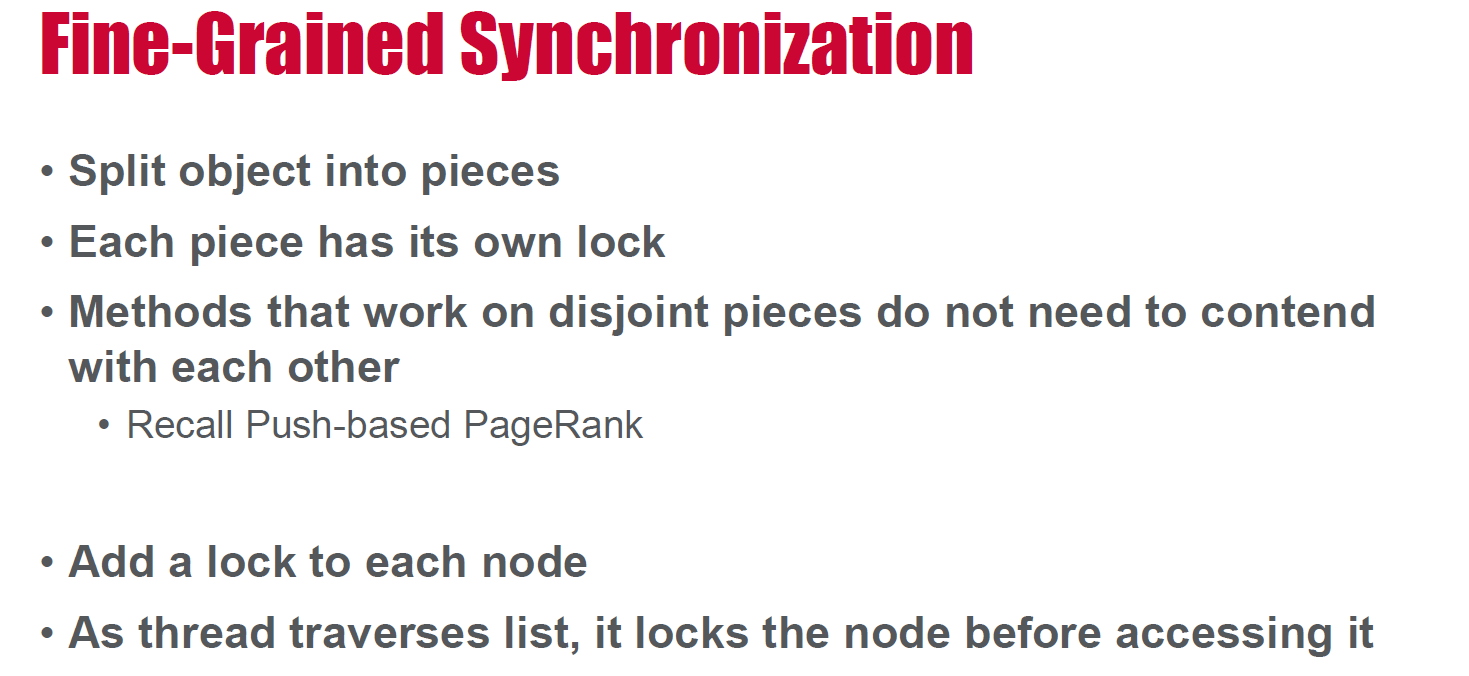 Fine-Grained Synchronization
• Split object into pieces
• Each piece has its own lock
• Methods that work on disjoint pieces do not need to contend
with each other
• Recall Push-based PageRank
• Add a lock to each node
• As thread traverses list, it locks the node before accessing it